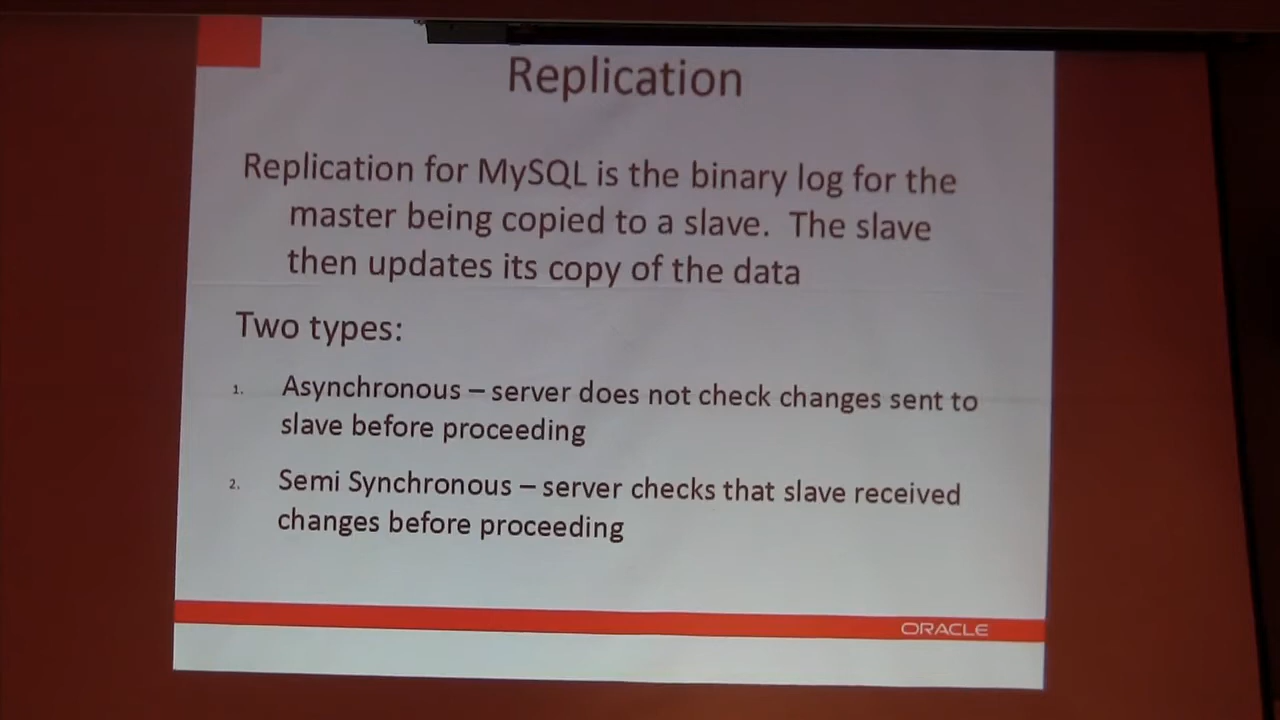 Replication
Replication for MySQL is the binary log for the
master being copied to a slave. The slave
then updates its copy of the data
Two types:
1. Asynchronous – server does not check changes sent to
slave before proceeding
2. Semi Synchronous – server checks that slave received
changes before proceeding
ORACLE